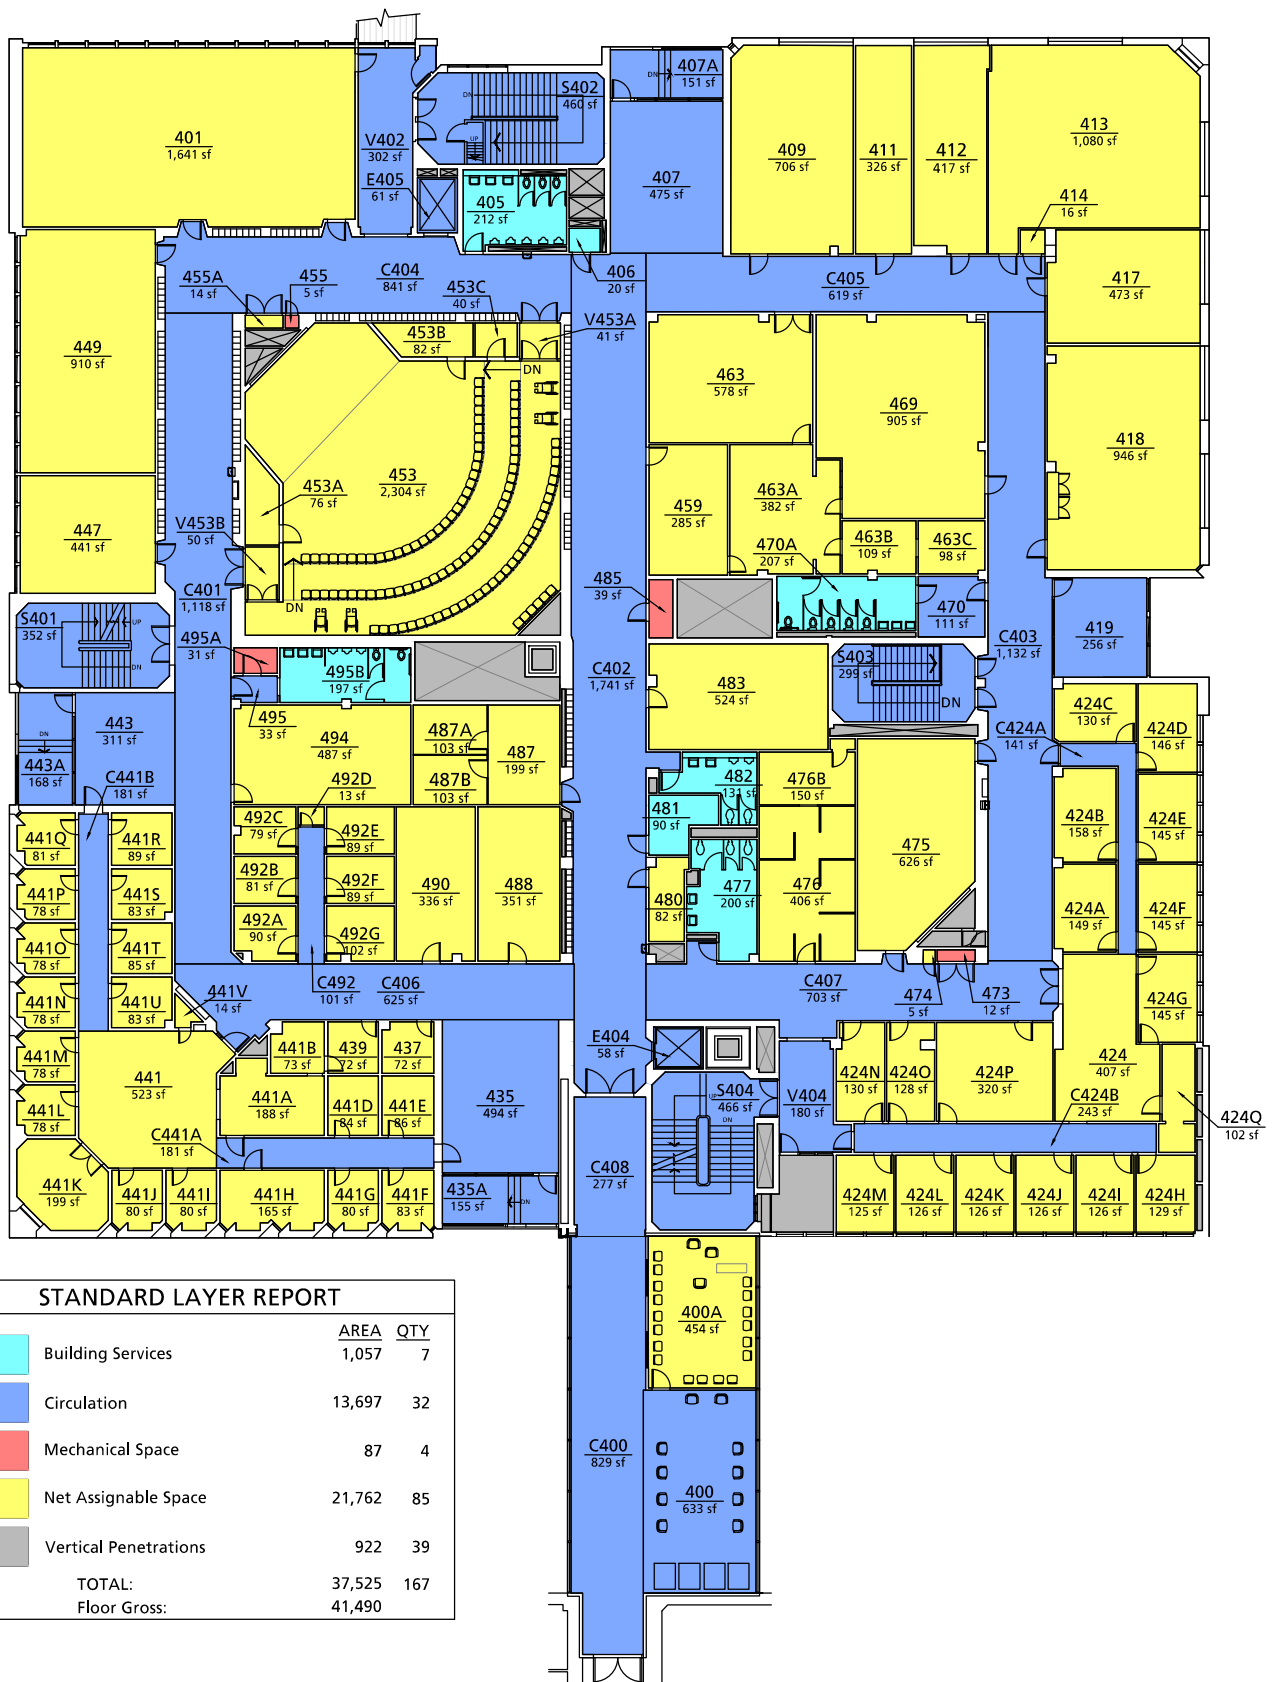 401
1,641 sf
V402
302 sf
E405
61 sf
DN
UP
S402
460 sf
DN
407A
151 sf
405
212 sf
407
475 sf
409
706 sf
411
326 sf
412
417 sf
413
1,080 sf
414
16 sf
406
20 sf
C404
841 sf
C405
619 sf
417
473 sf
455A
14 sf
455
5 sf
453C
40 sf
V453A
41 sf
453B
82 sf
DN
449
910 sf
463
578 sf
469
905 sf
418
946 sf
453A
76 sf
453
2,304 sf
459
285 sf
463A
382 sf
447
441 sf
V453B
50 sf
463B
109 sf
463C
98 sf
470A
207 sf
DN
C401
1,118 sf
485
39 sf
470
111 sf
S401
352 sf
UP
DN
495A
31 sf
C403
1,132 sf
419
256 sf
495B
197 sf
C402
1,741 sf
483
524 sf
S403
299 sf
DN
495
33 sf
494
487 sf
487A
103 sf
487
199 sf
487B
103 sf
424C
130 sf
424D
146 sf
C424A
141 sf
443
311 sf
DN
443A
168 sf
C441B
181 sf
492D
13 sf
482
131 sf
476B
150 sf
481
90 sf
492C
79 sf
492E
89 sf
441Q
81 sf
441R
89 sf
492B
81 sf
492F
89 sf
490
336 sf
488
351 sf
475
626 sf
424B
158 sf
424E
145 sf
441P
78 sf
441S
83 sf
480
82 sf
477
200 sf
476
406 sf
492A
90 sf
492G
102 sf
424A
149 sf
424F
145 sf
441O
78 sf
441T
85 sf
441N
78 sf
441U
83 sf
441V
14 sf
C492
101 sf
C406
625 sf
C407
703 sf
474
5 sf
473
12 sf
424G
145 sf
441M
78 sf
441
523 sf
441B
73 sf
439
72 sf
437
72 sf
E404
58 sf
441A
188 sf
441D
84 sf
441E
86 sf
435
494 sf
UP
S404
466 sf
DN
V404
180 sf
424N
130 sf
424O
128 sf
424P
320 sf
424
407 sf
C424B
243 sf
424Q
102 sf
441L
78 sf
C441A
181 sf
441K
199 sf
441J
80 sf
441I
80 sf
441H
165 sf
441G
80 sf
441F
83 sf
435A
155 sf
DN
C408
277 sf
424M
125 sf
424L
126 sf
424K
126 sf
424J
126 sf
424I
126 sf
424H
129 sf
400A
454 sf
C400
829 sf
400
633 sf
STANDARD LAYER REPORT
AREA QTY
Building Services 1,057 7
Circulation 13,697 32
Mechanical Space 87 4
Net Assignable Space 21,762 85
Vertical Penetrations 922 39
TOTAL: 37,525 167
Floor Gross: 41,490